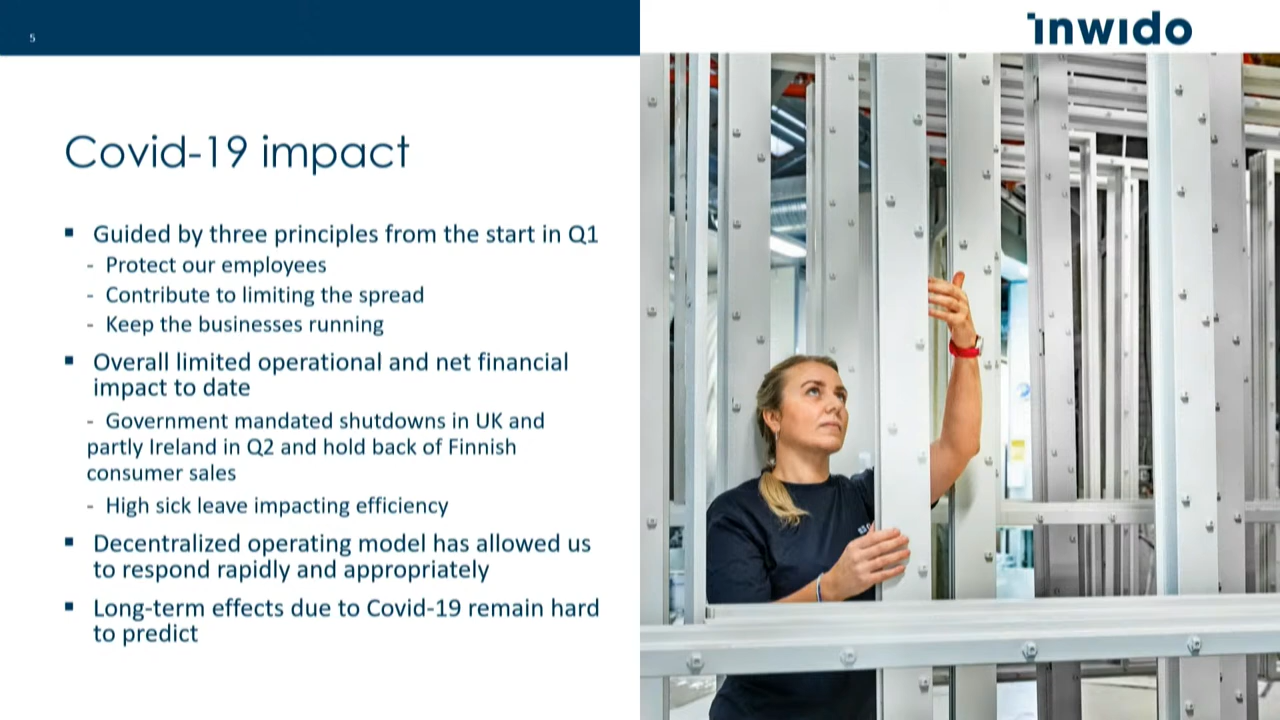 5
inwido
Covid-19 impact
▪ Guided by three principles from the start in Q1
- Protect our employees
- Contribute to limiting the spread
- Keep the businesses running
▪ Overall limited operational and net financial
impact to date
- Government mandated shutdowns in UK and
partly Ireland in Q2 and hold back of Finnish
consumer sales
- High sick leave impacting efficiency
▪ Decentralized operating model has allowed us
to respond rapidly and appropriately
▪ Long-term effects due to Covid-19 remain hard
to predict